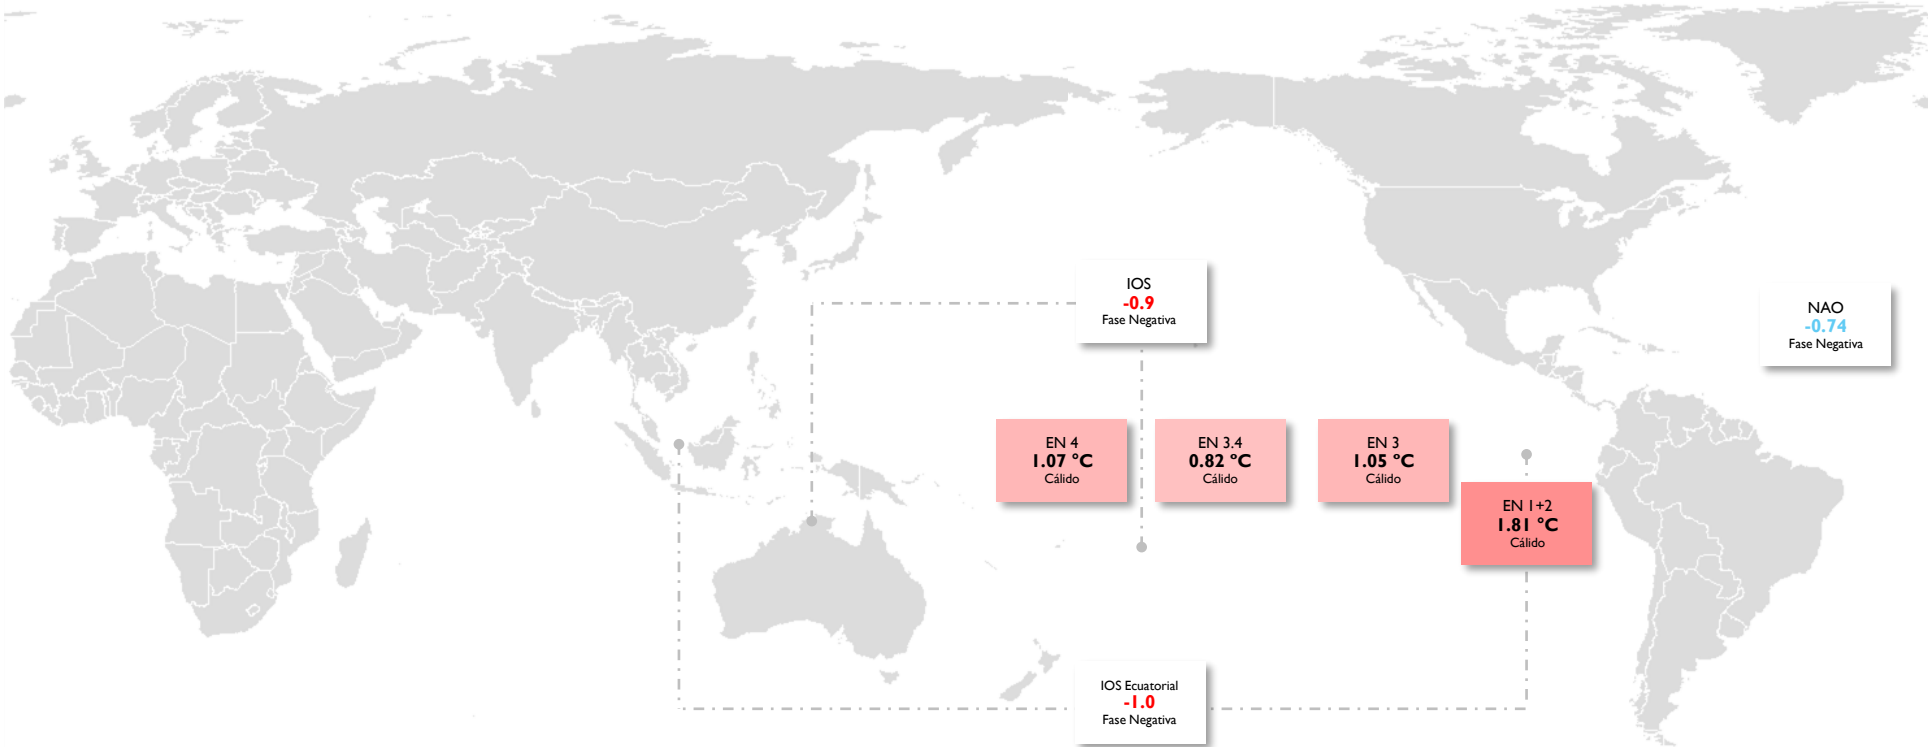 IOS
-0.9
Fase Negativa
NAO
-0.74
Fase Negativa
EN 4
1.07 °C
Cálido
EN 3.4
0.82 °C
Cálido
EN 3
1.05 °C
Cálido
EN 1+2
1.81 °C
Cálido
IOS Ecuatorial
-1.0
Fase Negativa